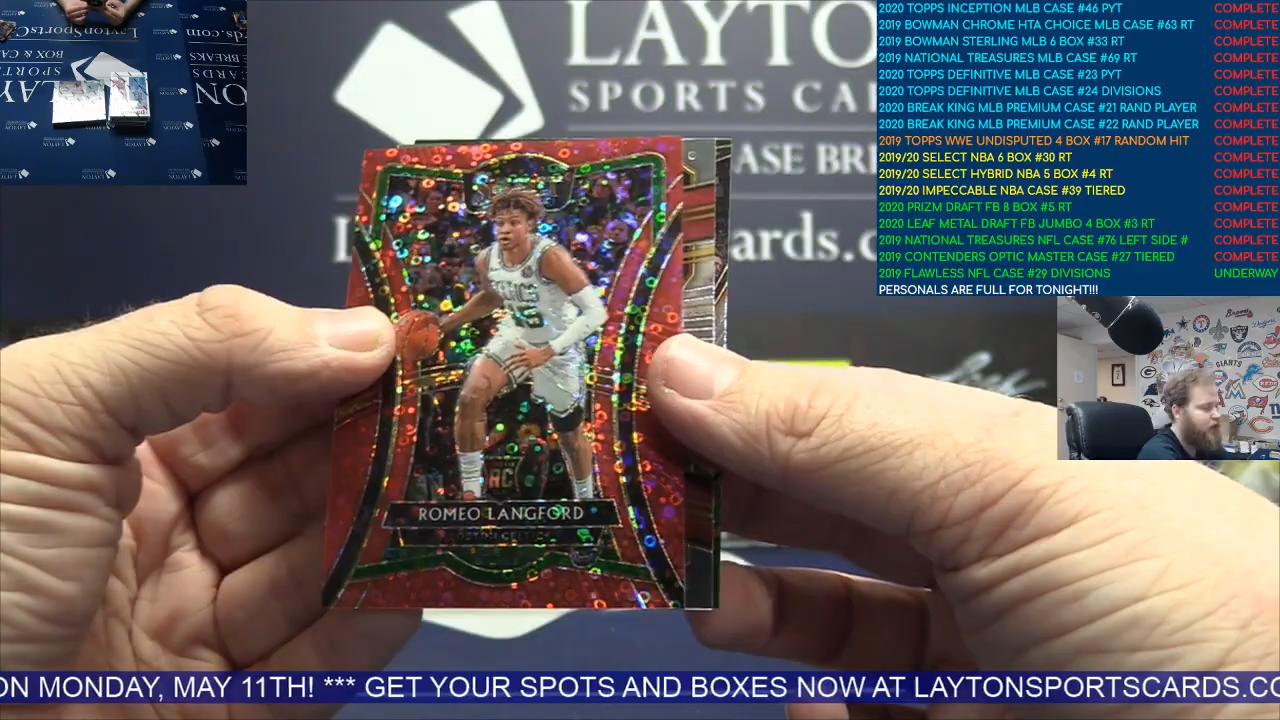 2020 TOPPS INCEPTION MLB CASE #46 PYT COMPLETE
2019 BOWMAN CHROME HTA CHOICE MLB CASE #63 RT COMPLETE
2019 BOWMAN STERLING MLB 6 BOX #33 RT COMPLETE
2019 NATIONAL TREASURES MLB CASE #69 RT COMPLETE
2020 TOPPS DEFINITIVE MLB CASE #23 PYT COMPLETE
2020 TOPPS DEFINITIVE MLB CASE #24 DIVISIONS COMPLETE
2020 BREAK KING MLB PREMIUM CASE #21 RAND PLAYER COMPLETE
2020 BREAK KING MLB PREMIUM CASE #22 RAND PLAYER COMPLETE
2019 TOPPS WWE UNDISPUTED 4 BOX #17 RANDOM HIT COMPLETE
2019/20 SELECT NBA 6 BOX #30 RT COMPLETE
2019/20 SELECT HYBRID NBA 5 BOX #4 RT COMPLETE
2019/20 IMPECCABLE NBA CASE #39 TIERED COMPLETE
2020 PRIZM DRAFT FB 8 BOX #5 RT COMPLETE
2020 LEAF METAL DRAFT FB JUMBO 4 BOX #3 RT COMPLETE
2019 NATIONAL TREASURES NFL CASE #76 LEFT SIDE # COMPLETE
2019 CONTENDERS OPTIC MASTER CASE #27 TIERED COMPLETE
2019 FLAWLESS NFL CASE #29 DIVISIONS UNDERWAY
PERSONALS ARE FULL FOR TONIGHT!!!
LAYTO
SPORTS CA
ASE BRE
L
ards.c
RC
ROMEO LANGFORD
GIANTS
REDS
ON MONDAY, MAY 11TH! *** GET YOUR SPOTS AND BOXES NOW AT LAYTONSPORTSCARDS.CO